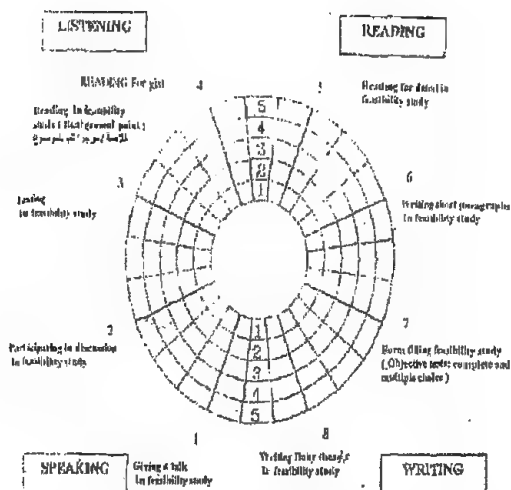 LISTENING
READING
READING For gist
4
5
Reading for detail in
feasibility study
Reading In feasibility
study ( Background point ;
5
4
3
2
1
3
6
in feasibility study
Writing short paragraphs
In feasibility study
2
7
Participating in discussion
in feasibility study
Form filling feasibility study
( Objective tests: complete and
multiple choice )
1
2
3
4
5
1
8
SPEAKING
Giving a talk
In feasibility study
Writing
In feasibility study
WRITING